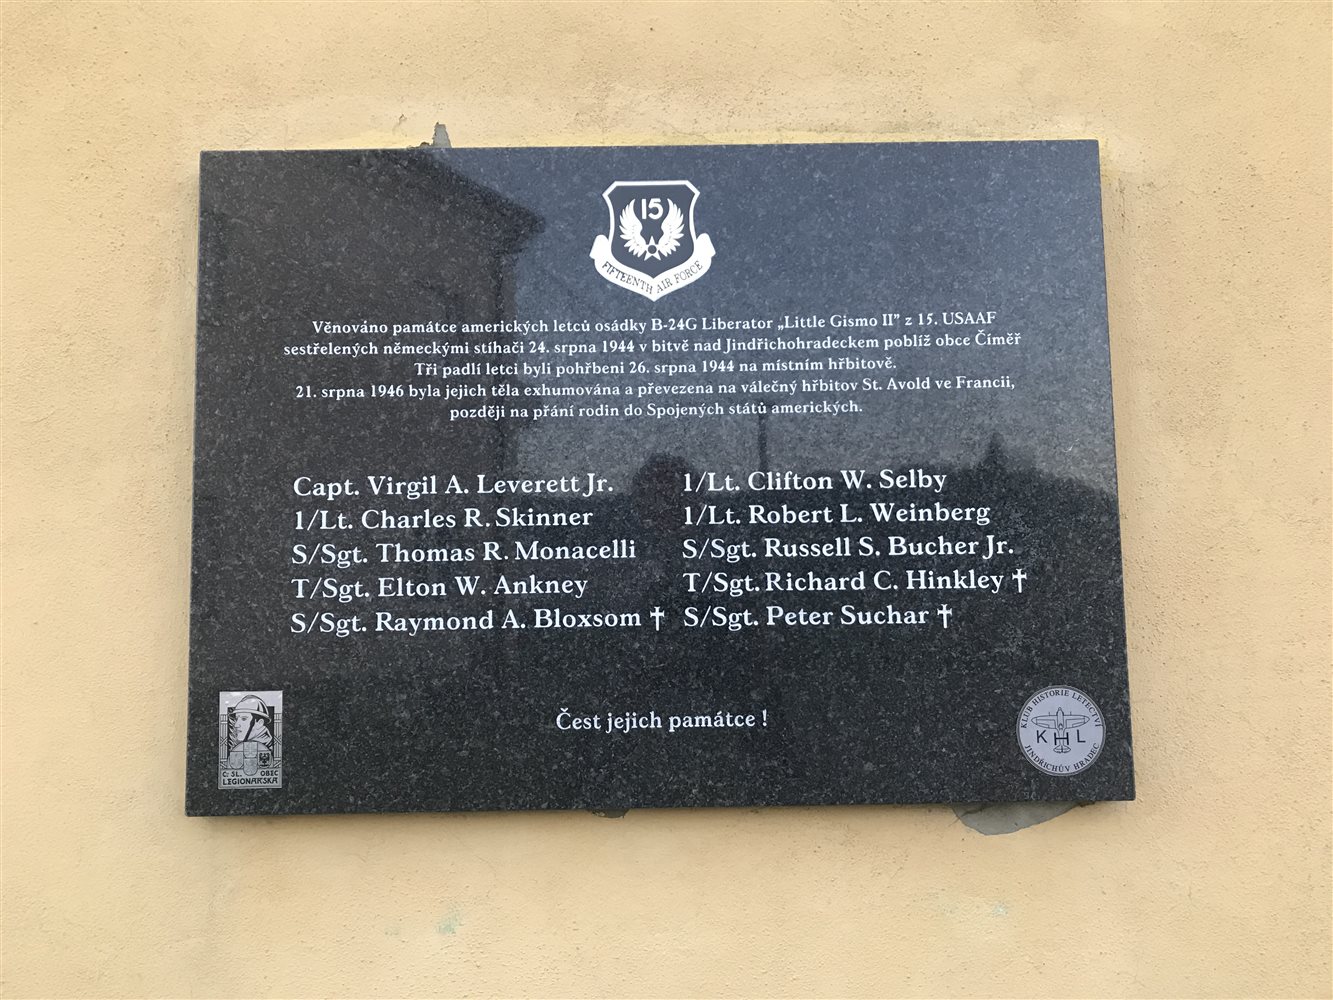 15
FIFTEENTH AIR FORCE
Věnováno památce amerických letců osádky B-24G Liberator „Little Gismo II” z 15. USAAF
sestřelených německými stíhači 24. srpna 1944 v bitvě nad Jindřichohradeckem poblíž obce Číměř
Tři padlí letci byli pohřbeni 26. srpna 1944 na místním hřbitově.
21. srpna 1946 byla jejich těla exhumována a převezena na válečný hřbitov St. Avold ve Francii,
později na přání rodin do Spojených států amerických.
Capt. Virgil A. Leverett Jr.
1/Lt. Charles R. Skinner
S/Sgt. Thomas R. Monacelli
T/Sgt. Elton W. Ankney
S/Sgt. Raymond A. Bloxsom †
1/Lt. Clifton W. Selby
1/Lt. Robert L. Weinberg
S/Sgt. Russell S. Bucher Jr.
T/Sgt. Richard C. Hinkley †
S/Sgt. Peter Suchar †
Čest jejich památce !
Č. SL. OBEC
LEGIONÁŘSKÁ
KLUB HISTORIE LETECTVÍ
KHL
JINDŘICHŮV HRADEC